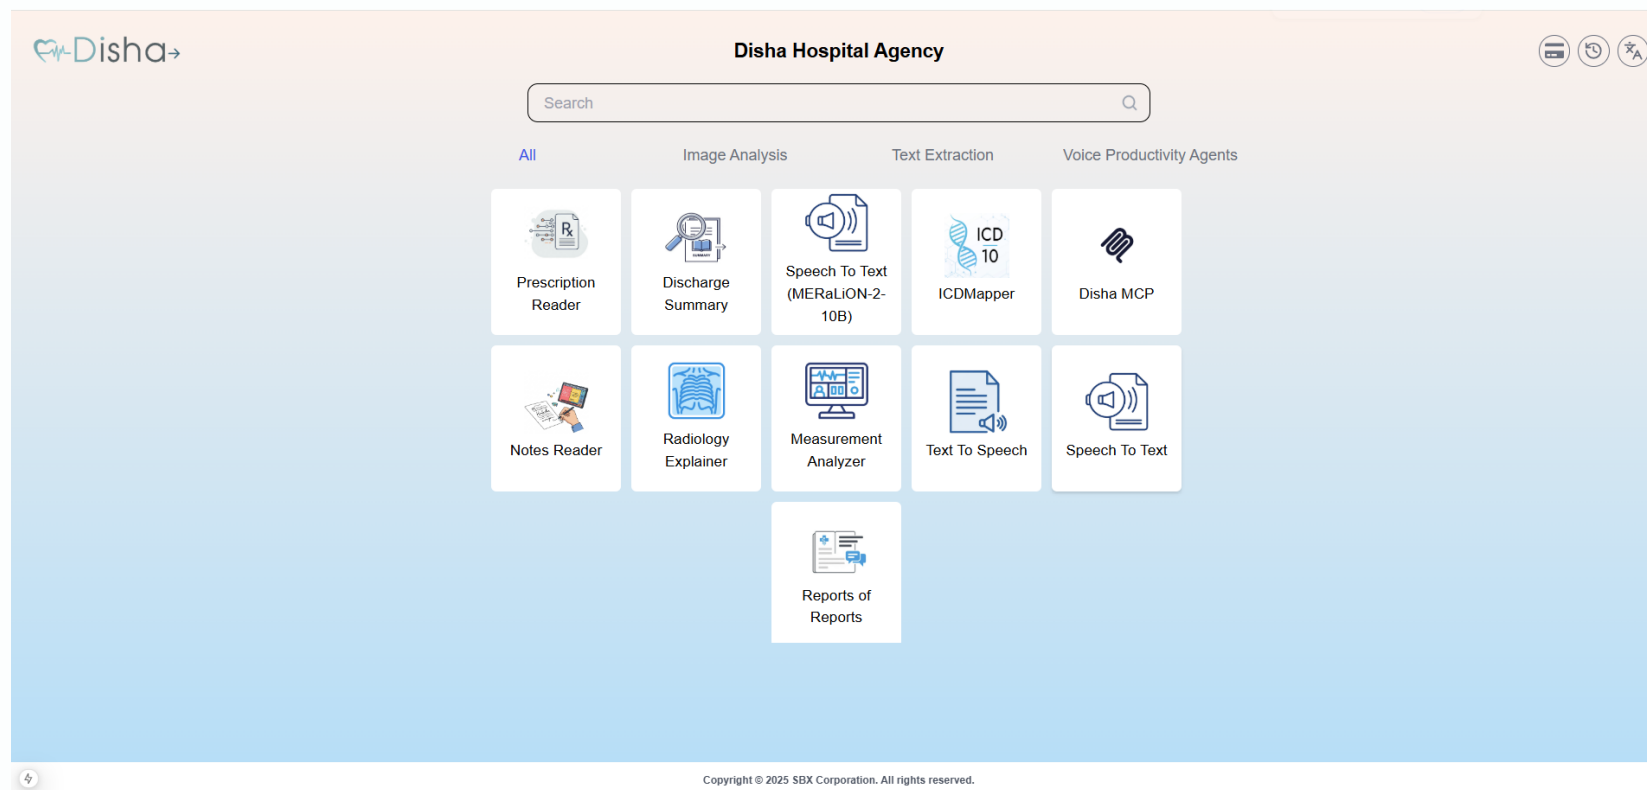 Disha
Disha Hospital Agency
Search
All
Image Analysis
Text Extraction
Voice Productivity Agents
Rx
Prescription
Reader
SUMMARY
Discharge
Summary
Speech To Text
(MERaLiON-2-
10B)
ICD
10
ICDMapper
Disha MCP
Notes Reader
Radiology
Explainer
Measurement
Analyzer
Text To Speech
Speech To Text
Reports of
Reports
Copyright © 2025 SBX Corporation. All rights reserved.